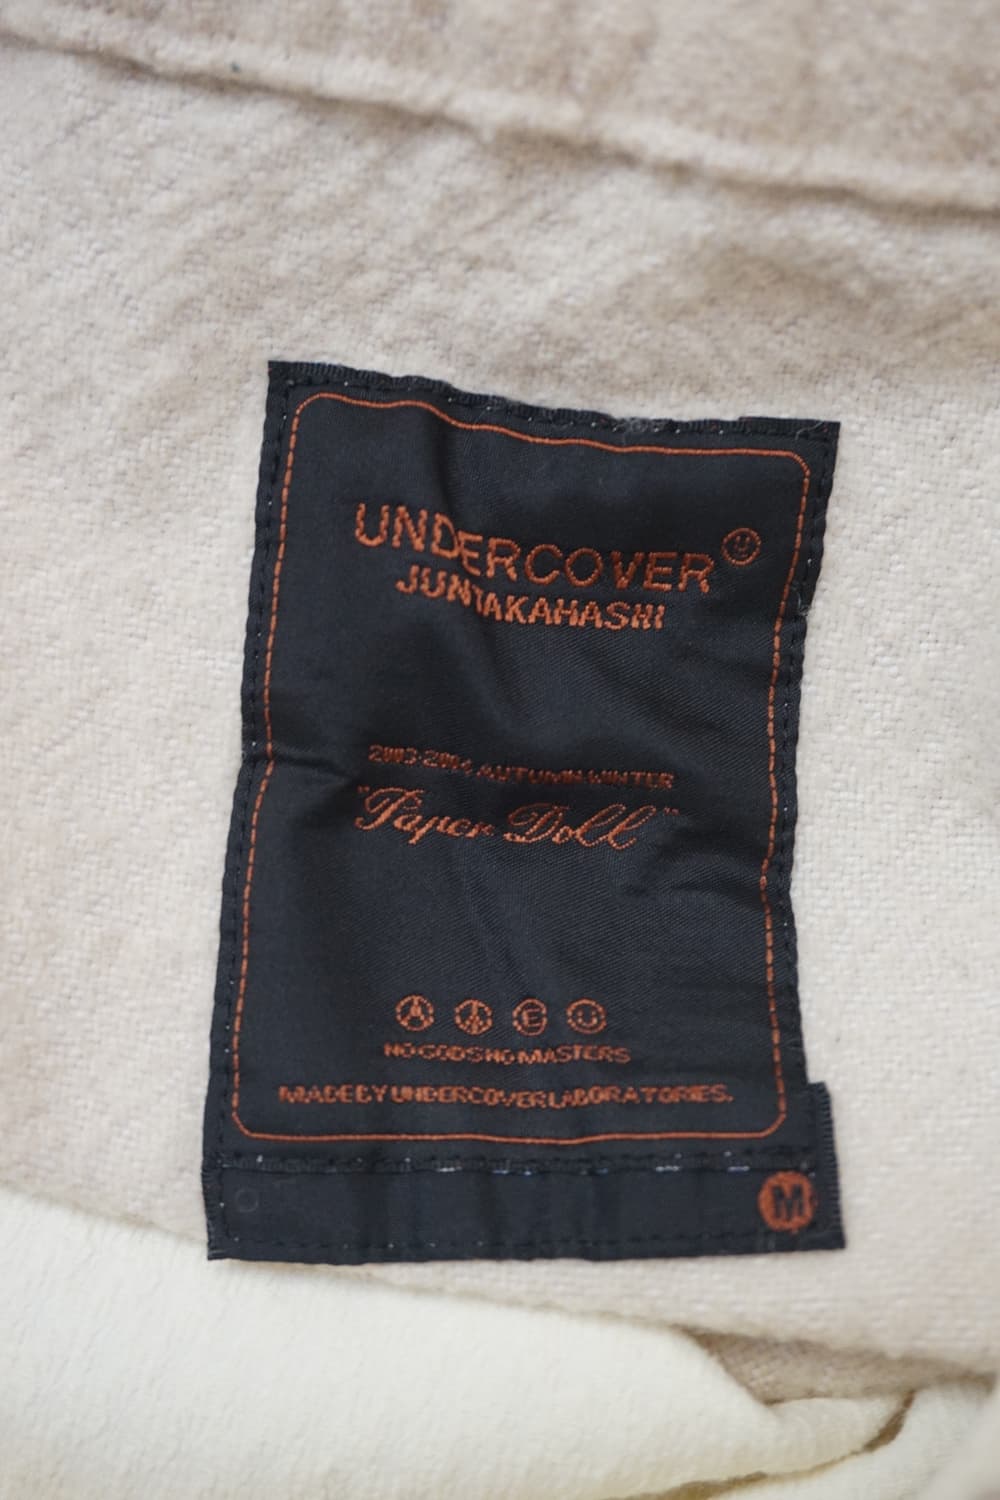 UNDERCOVER
JUNTAKAHASHI
2003-2004 AUTUMN-WINTER
"Paper Doll"
E U
NO GODS NO MASTERS
MADE BY UNDERCOVER LABORATORIES.
M